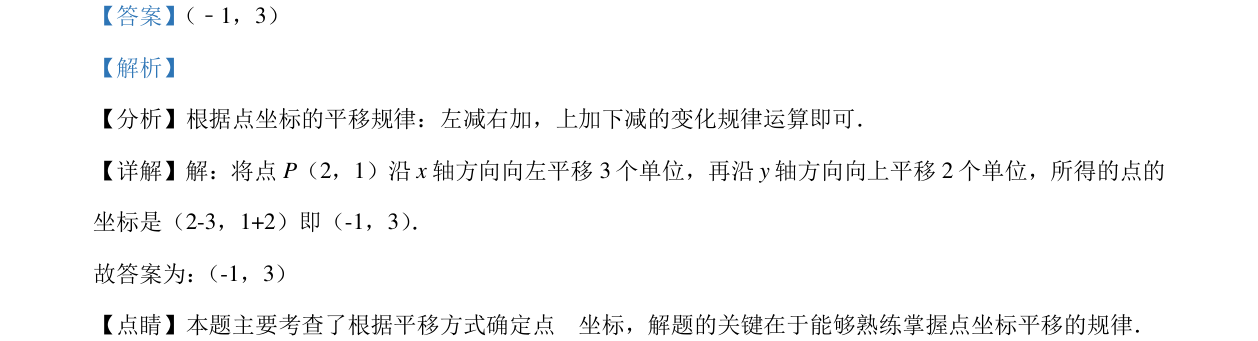 【答案】（﹣1，3）
【解析】
【分析】根据点坐标的平移规律：左减右加，上加下减的变化规律运算即可．
【详解】解：将点 P（2，1）沿 x 轴方向向左平移 3 个单位，再沿 y 轴方向向上平移 2 个单位，所得的点的
坐标是（2-3，1+2）即（-1，3）．
故答案为：（-1，3）
【点睛】本题主要考查了根据平移方式确定点　坐标，解题的关键在于能够熟练掌握点坐标平移的规律．